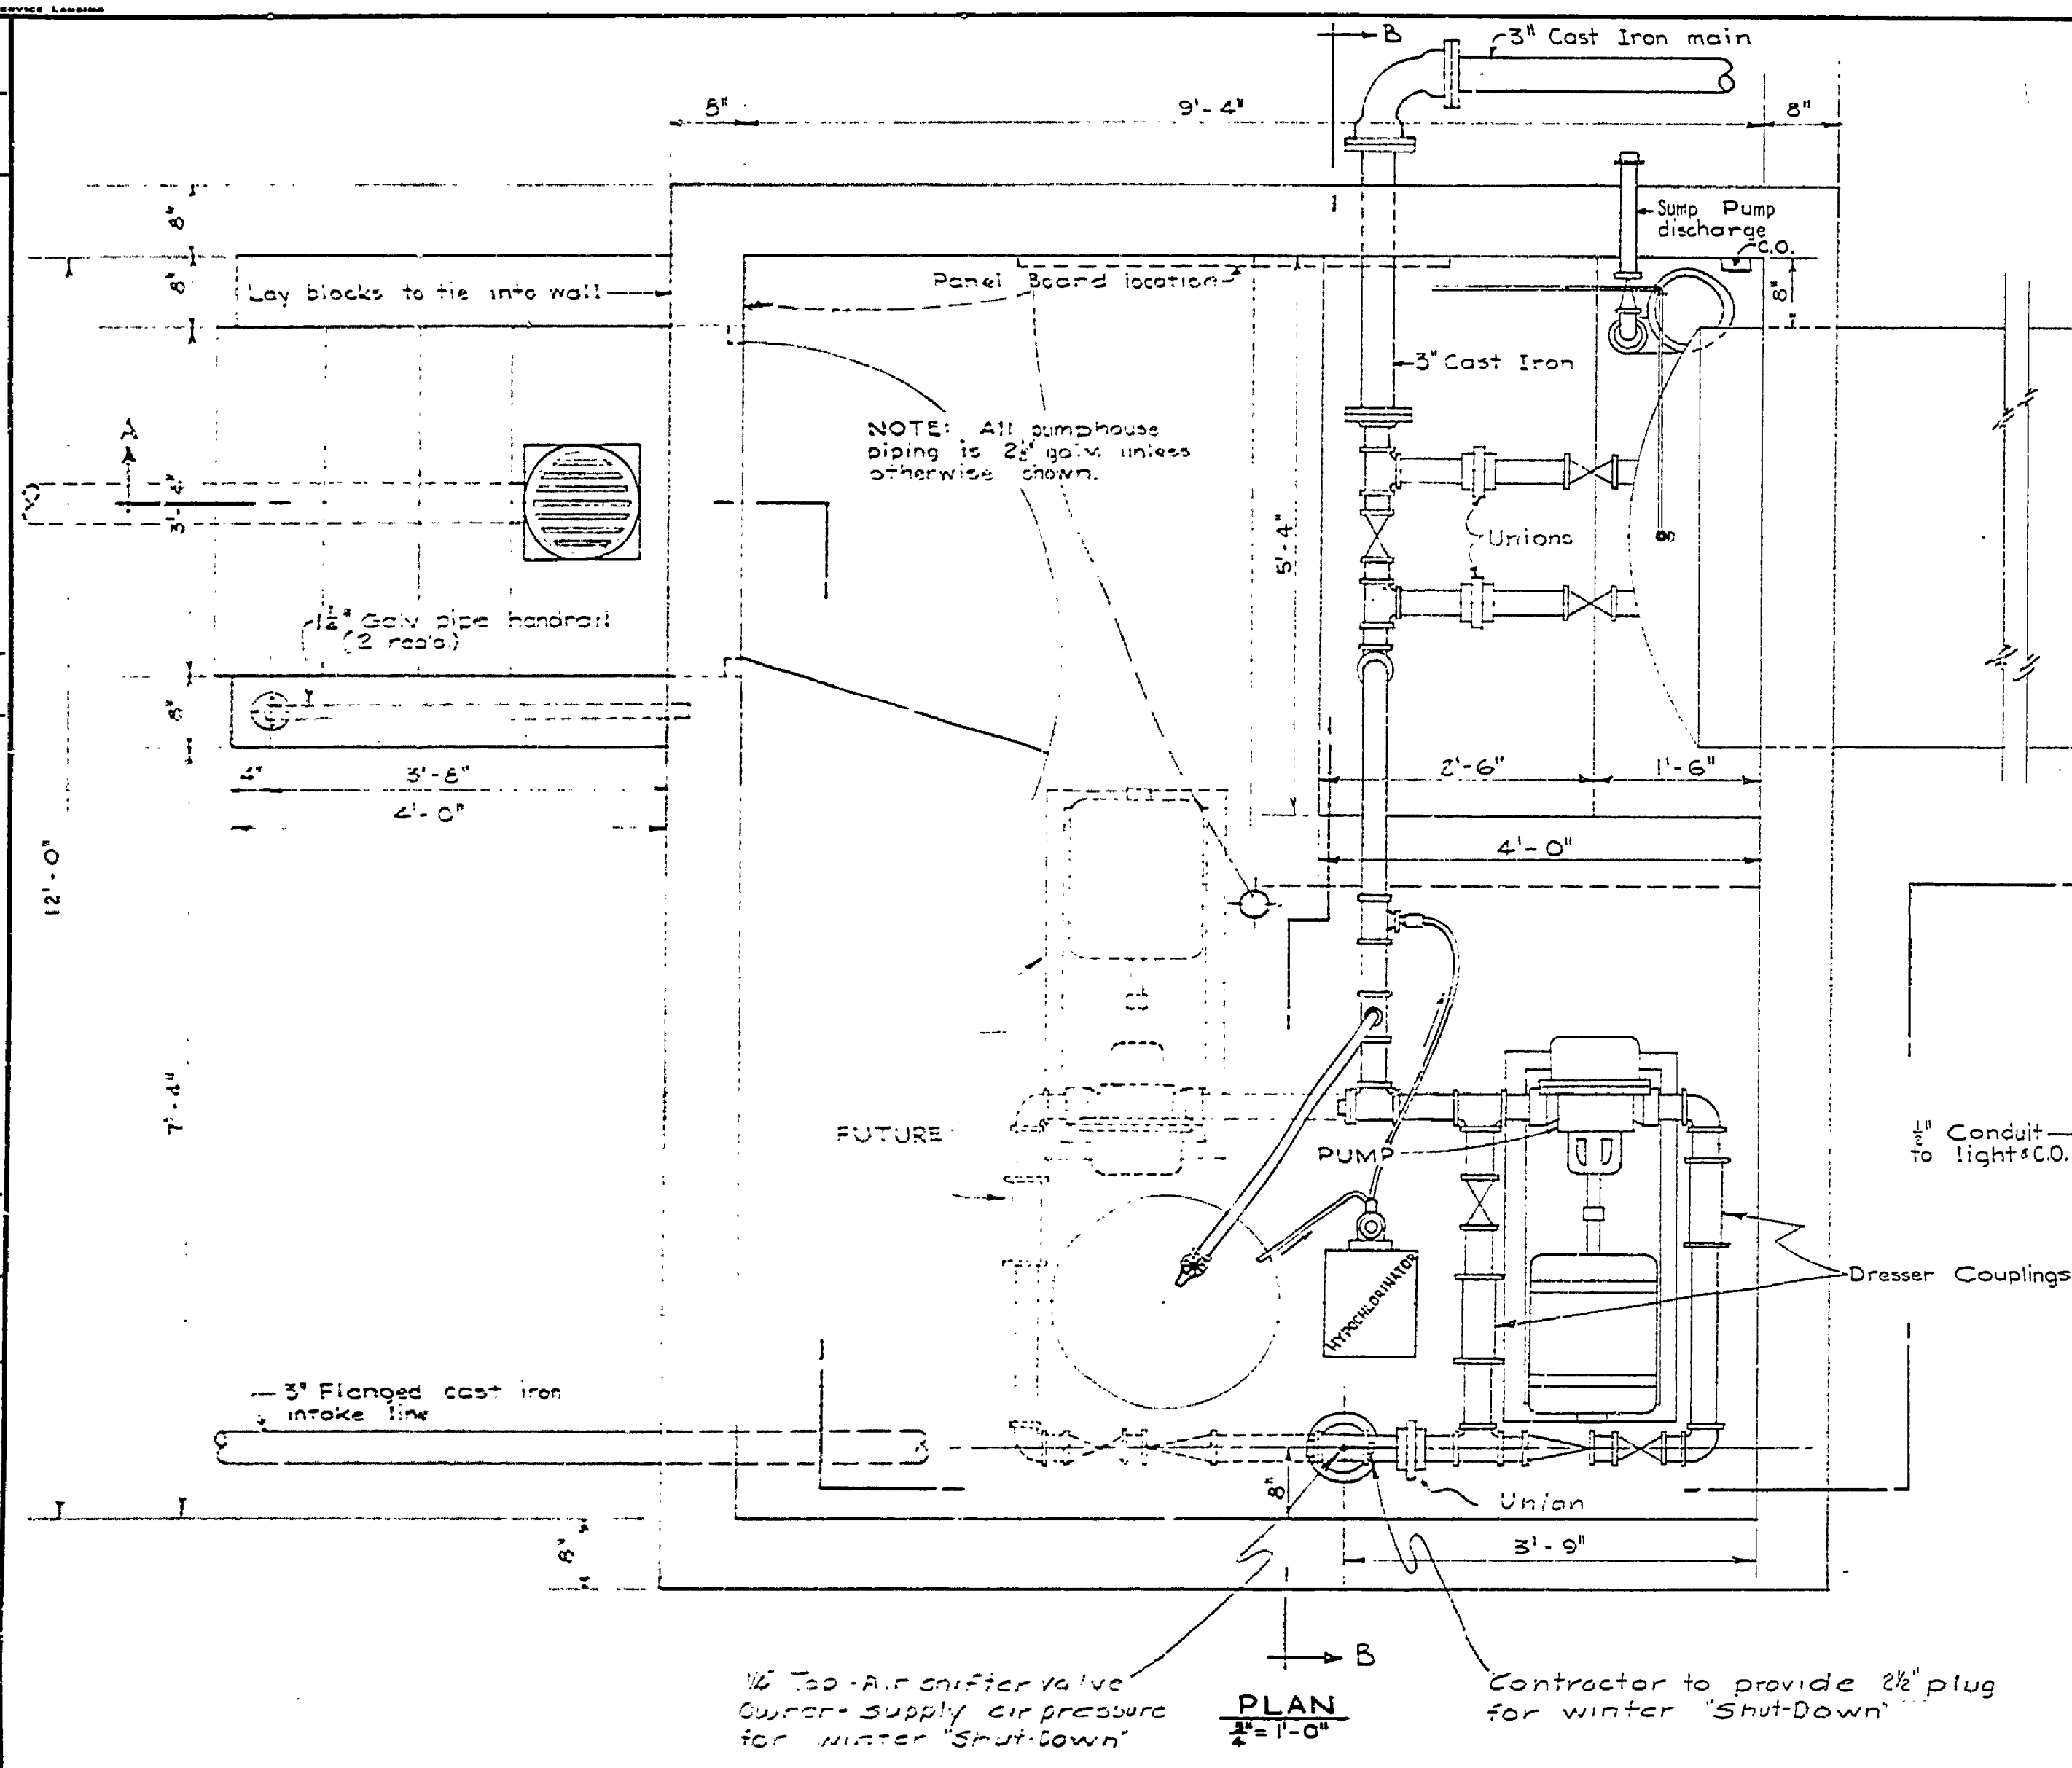 SERVICE LANDING
B
3" Cast Iron main
8"
9'-4"
8"
Sump Pump
discharge
C.O.
8"
8"
Lay blocks to tie into wall
Panel Board location
8"
3" Cast Iron
NOTE: All pumphouse
piping is 2½" galv. unless
otherwise shown.
A
3'-4"
Unions
5'-4"
1½" Galv pipe handrail
(2 req'd.)
8"
4"
3'-8"
4'-0"
2'-6"
1'-6"
4'-0"
12'-0"
7'-4"
FUTURE
PUMP
½" Conduit
to light & C.O.
HYPOCHLORINATOR
Dresser Couplings
3" Flanged cast iron
intake line
8"
Union
3'-9"
8"
B
Tap-Air snifter valve
Owner-supply air pressure
for winter "Shut-Down"
PLAN
¾" = 1'-0"
Contractor to provide 2½" plug
for winter "Shut-Down"